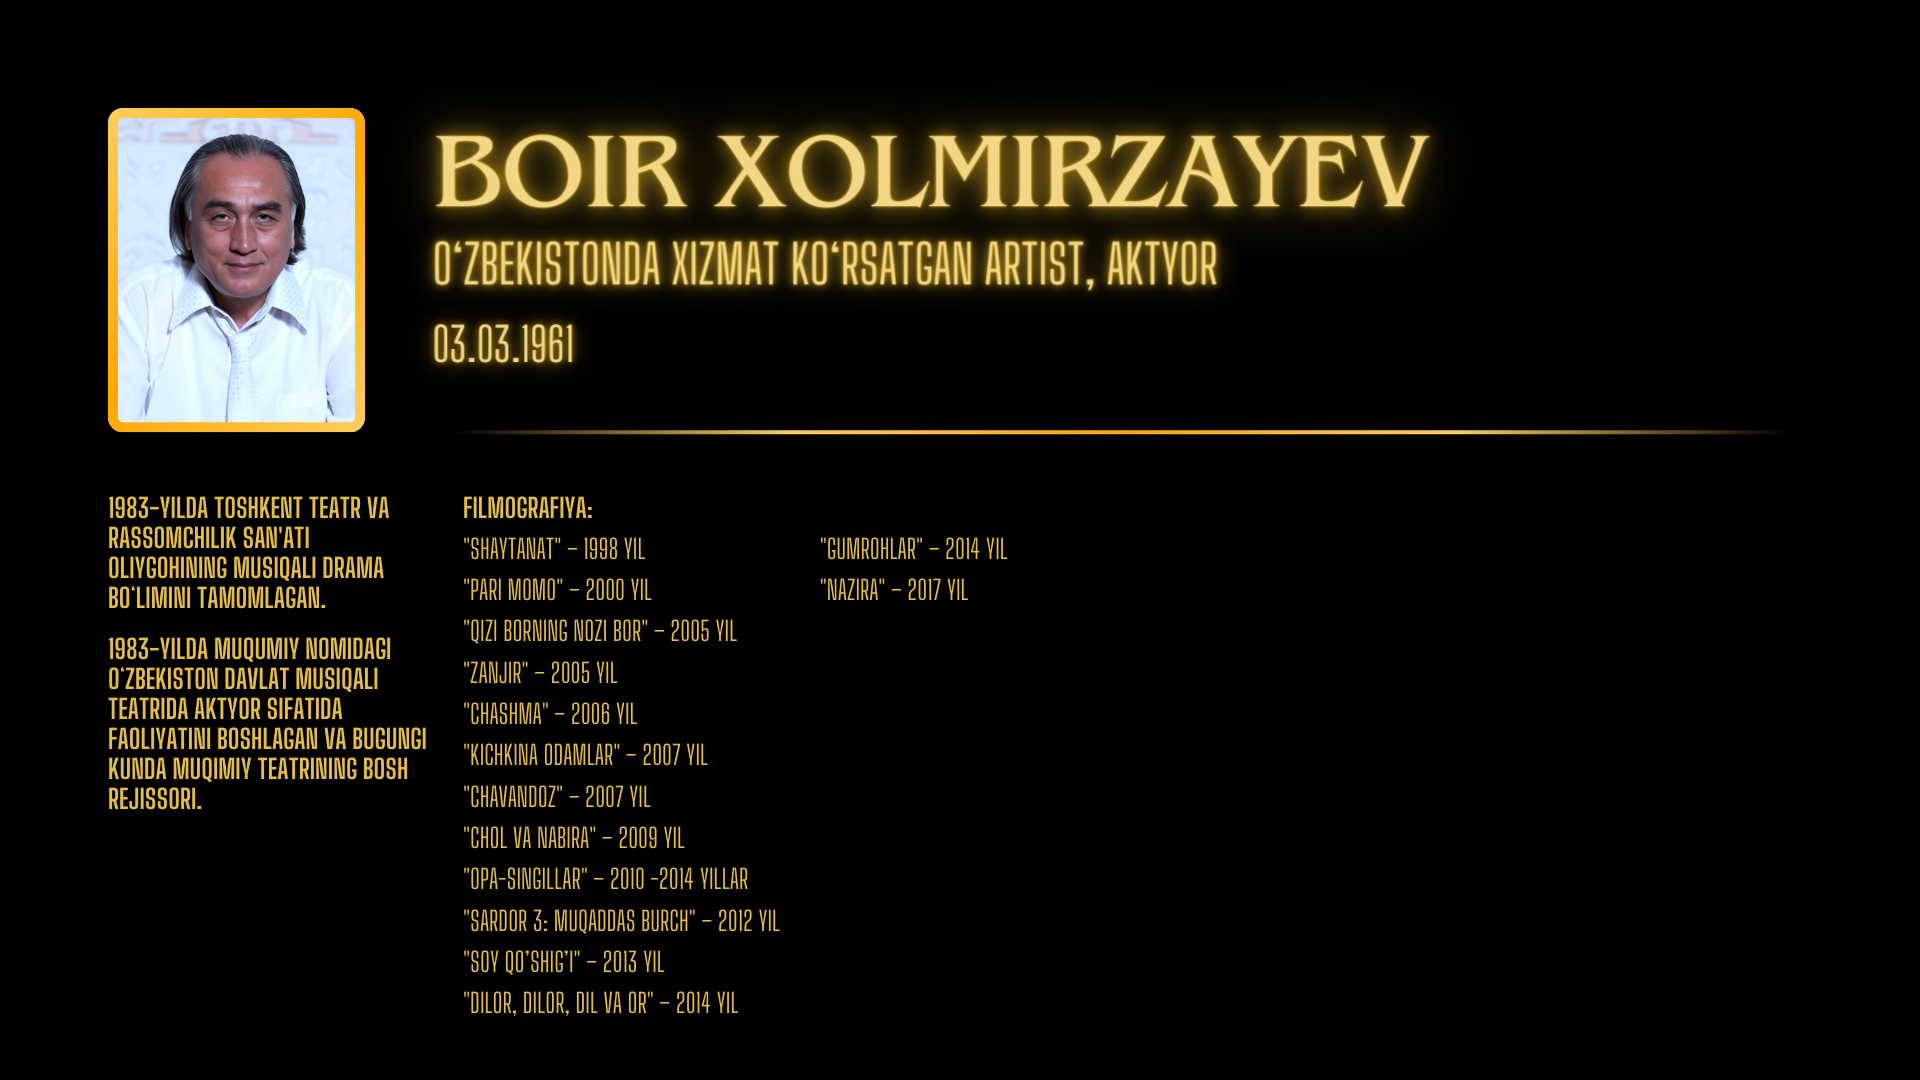 BOIR XOLMIRZAYEV
O‘ZBEKISTONDA XIZMAT KO‘RSATGAN ARTIST, AKTYOR
03.03.1961
1983-YILDA TOSHKENT TEATR VA
RASSOMCHILIK SAN'ATI
OLIYGOHINING MUSIQALI DRAMA
BO‘LIMINI TAMOMLAGAN.
1983-YILDA MUQUMIY NOMIDAGI
O‘ZBEKISTON DAVLAT MUSIQALI
TEATRIDA AKTYOR SIFATIDA
FAOLIYATINI BOSHLAGAN VA BUGUNGI
KUNDA MUQIMIY TEATRINING BOSH
REJISSORI.
FILMOGRAFIYA:
"SHAYTANAT" – 1998 YIL
"PARI MOMO" – 2000 YIL
"QIZI BORNING NOZI BOR" – 2005 YIL
"ZANJIR" – 2005 YIL
"CHASHMA" – 2006 YIL
"KICHKINA ODAMLAR" – 2007 YIL
"CHAVANDOZ" – 2007 YIL
"CHOL VA NABIRA" – 2009 YIL
"OPA-SINGILLAR" – 2010 -2014 YILLAR
"SARDOR 3: MUQADDAS BURCH" – 2012 YIL
"SOY QO’SHIG’I" – 2013 YIL
"DILOR, DILOR, DIL VA OR" – 2014 YIL
"GUMROHLAR" – 2014 YIL
"NAZIRA" – 2017 YIL